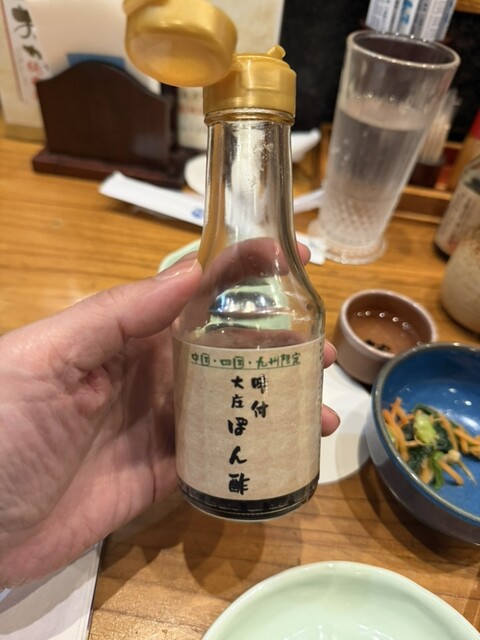 中国・四国・九州限定
味付
大庄
ぽん酢